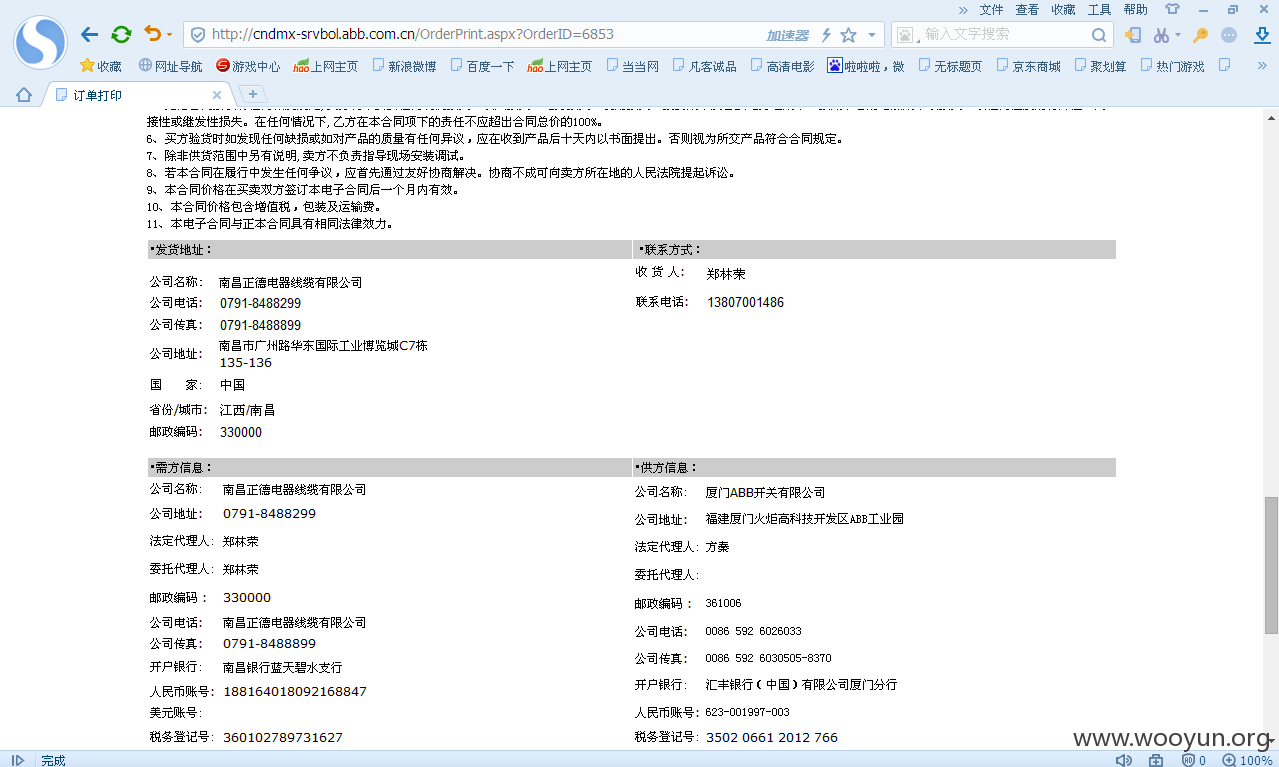 » 文件 查看 收藏 工具 帮助
http://cndmx-srvbol.abb.com.cn/OrderPrint.aspx?OrderID=6853 加速器 输入文字搜索
收藏 网址导航 游戏中心 hao上网主页 新浪微博 百度一下 hao上网主页 当当网 凡客诚品 高清电影 啦啦啦，微 无标题页 京东商城 聚划算 热门游戏 »
订单打印
接性或继发性损失。在任何情况下,乙方在本合同项下的责任不应超出合同总价的100%。
6、买方验货时如发现任何缺损或如对产品的质量有任何异议，应在收到产品后十天内以书面提出。否则视为所交产品符合合同规定。
7、除非供货范围中另有说明,卖方不负责指导现场安装调试。
8、若本合同在履行中发生任何争议，应首先通过友好协商解决。协商不成可向卖方所在地的人民法院提起诉讼。
9、本合同价格在买卖双方签订本电子合同后一个月内有效。
10、本合同价格包含增值税，包装及运输费。
11、本电子合同与正本合同具有相同法律效力。
•发货地址： •联系方式：
公司名称: 南昌正德电器线缆有限公司 收 货 人: 郑林荣
公司电话: 0791-8488299 联系电话: 13807001486
公司传真: 0791-8488899
公司地址: 南昌市广州路华东国际工业博览城C7栋
135-136
国 家: 中国
省份/城市: 江西/南昌
邮政编码: 330000
•需方信息： •供方信息：
公司名称: 南昌正德电器线缆有限公司 公司名称: 厦门ABB开关有限公司
公司地址: 0791-8488299 公司地址: 福建厦门火炬高科技开发区ABB工业园
法定代理人: 郑林荣 法定代理人: 方秦
委托代理人: 郑林荣 委托代理人:
邮政编码： 330000 邮政编码： 361006
公司电话: 南昌正德电器线缆有限公司 公司电话: 0086 592 6026033
公司传真: 0791-8488899 公司传真: 0086 592 6030505-8370
开户银行: 南昌银行蓝天碧水支行 开户银行: 汇丰银行（中国）有限公司厦门分行
人民币账号: 188164018092168847 人民币账号: 623-001997-003
美元账号:
税务登记号: 360102789731627 税务登记号: 3502 0661 2012 766
www.wooyun.org
完成 0 100%